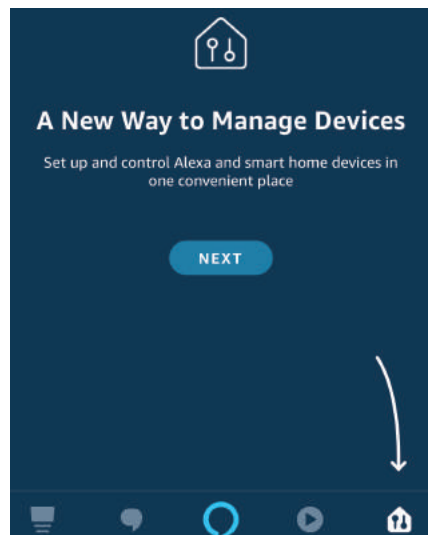 A New Way to Manage Devices
Set up and control Alexa and smart home devices in
one convenient place
NEXT